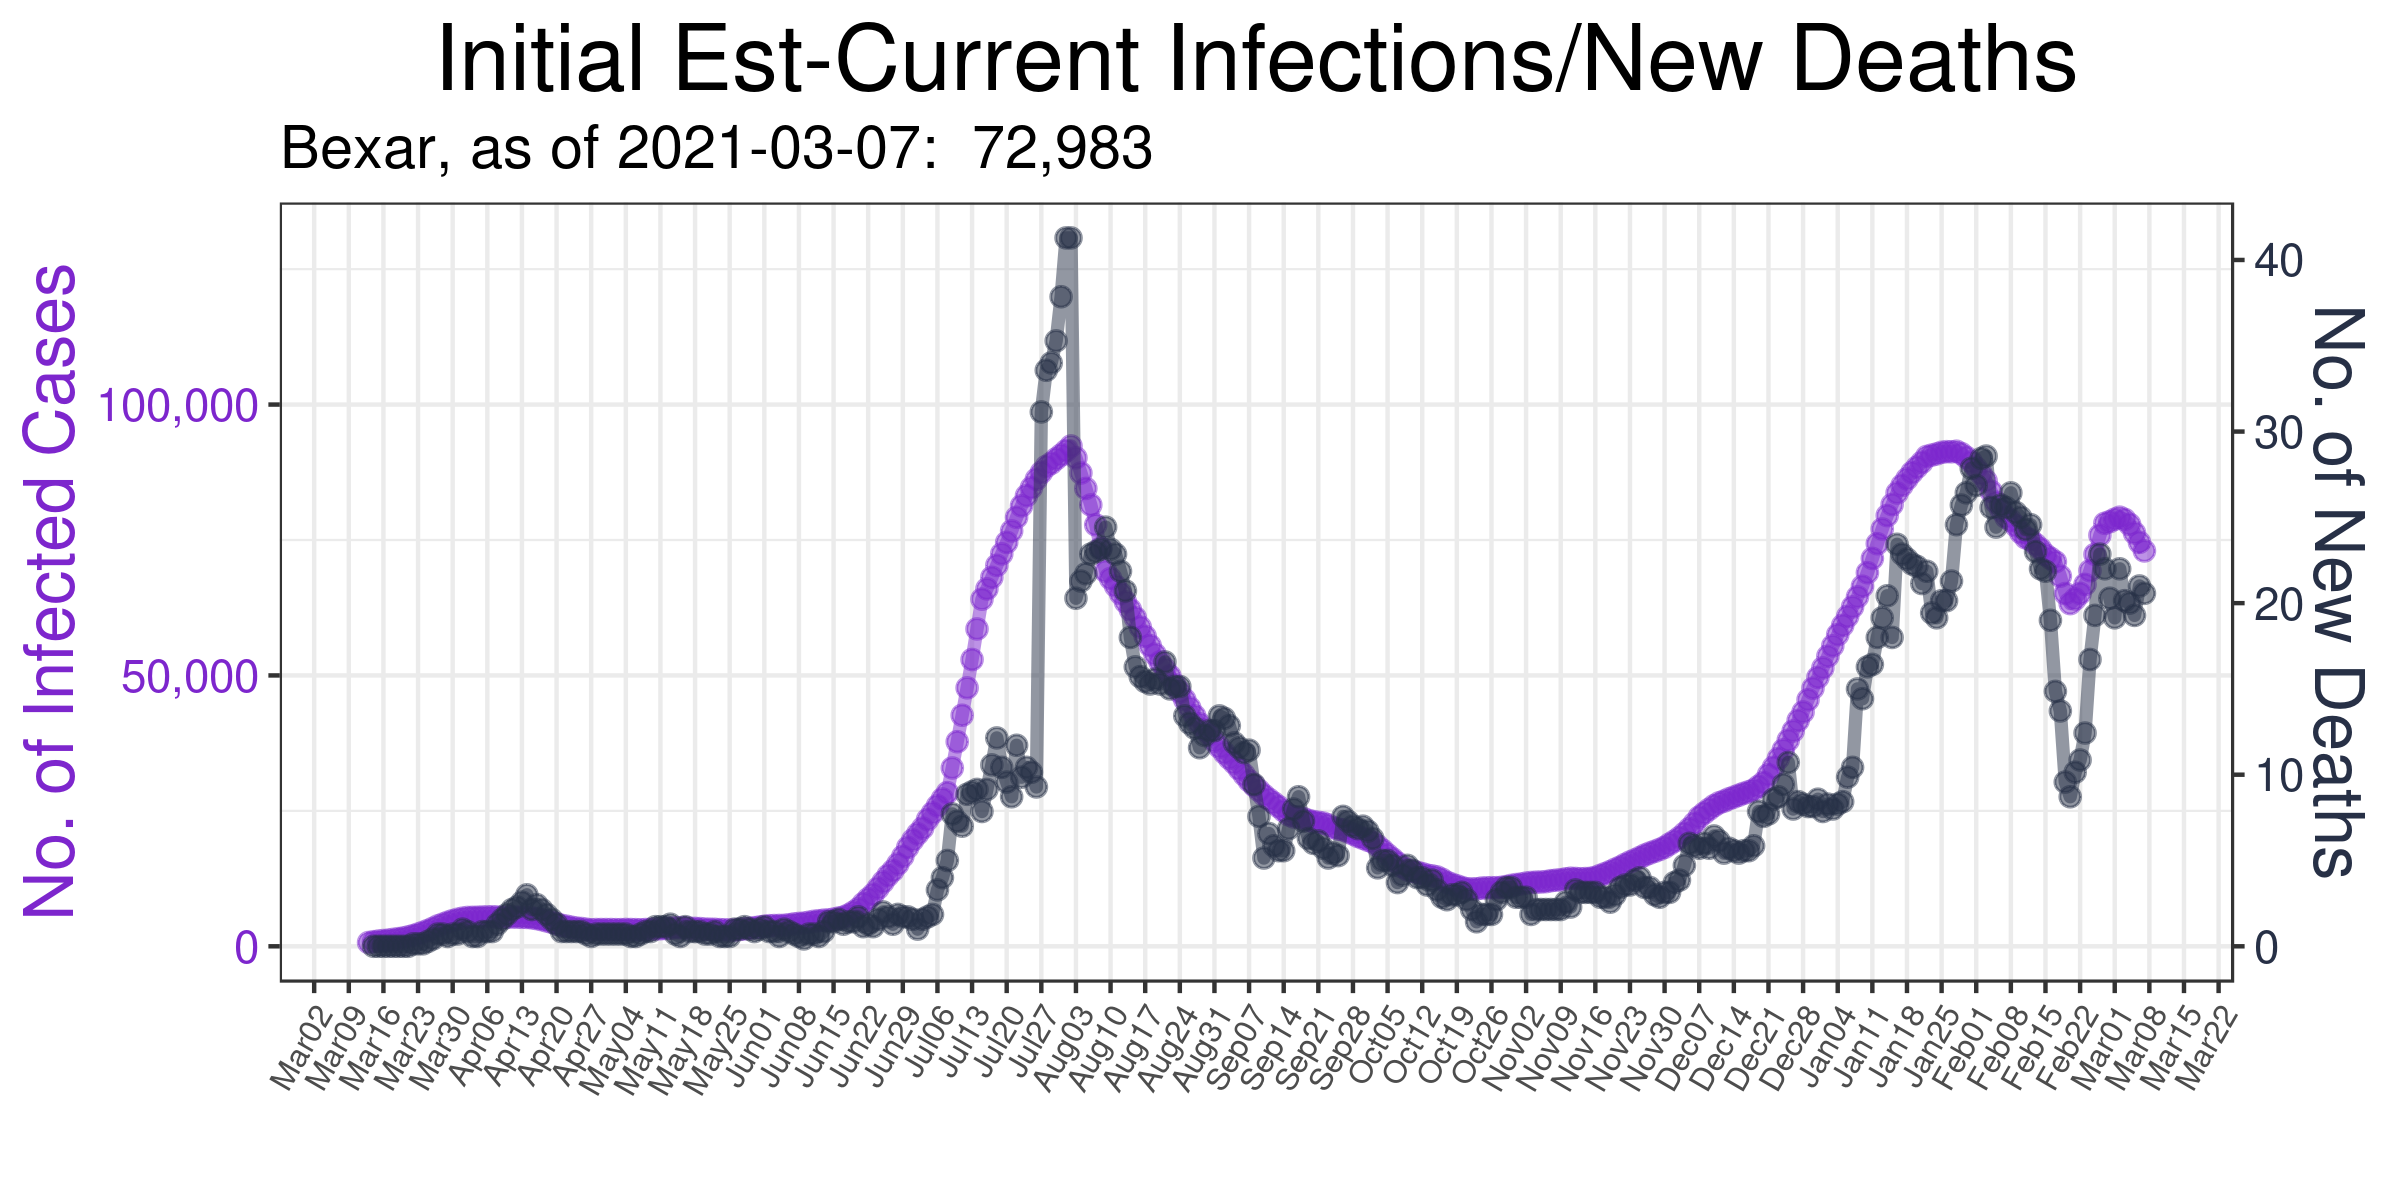 Initial Est-Current Infections/New Deaths
Bexar, as of 2021-03-07:  72,983
No. of Infected Cases
100,000
50,000
0
40
30
20
10
0
No. of New Deaths
Mar02 Mar09 Mar16 Mar23 Mar30 Apr06 Apr13 Apr20 Apr27 May04 May11 May18 May25 Jun01 Jun08 Jun15 Jun22 Jun29 Jul06 Jul13 Jul20 Jul27 Aug03 Aug10 Aug17 Aug24 Aug31 Sep07 Sep14 Sep21 Sep28 Oct05 Oct12 Oct19 Oct26 Nov02 Nov09 Nov16 Nov23 Nov30 Dec07 Dec14 Dec21 Dec28 Dec04 Jan11 Jan18 Jan25 Feb01 Feb08 Feb15 Feb22 Mar01 Mar08 Mar15 Mar22